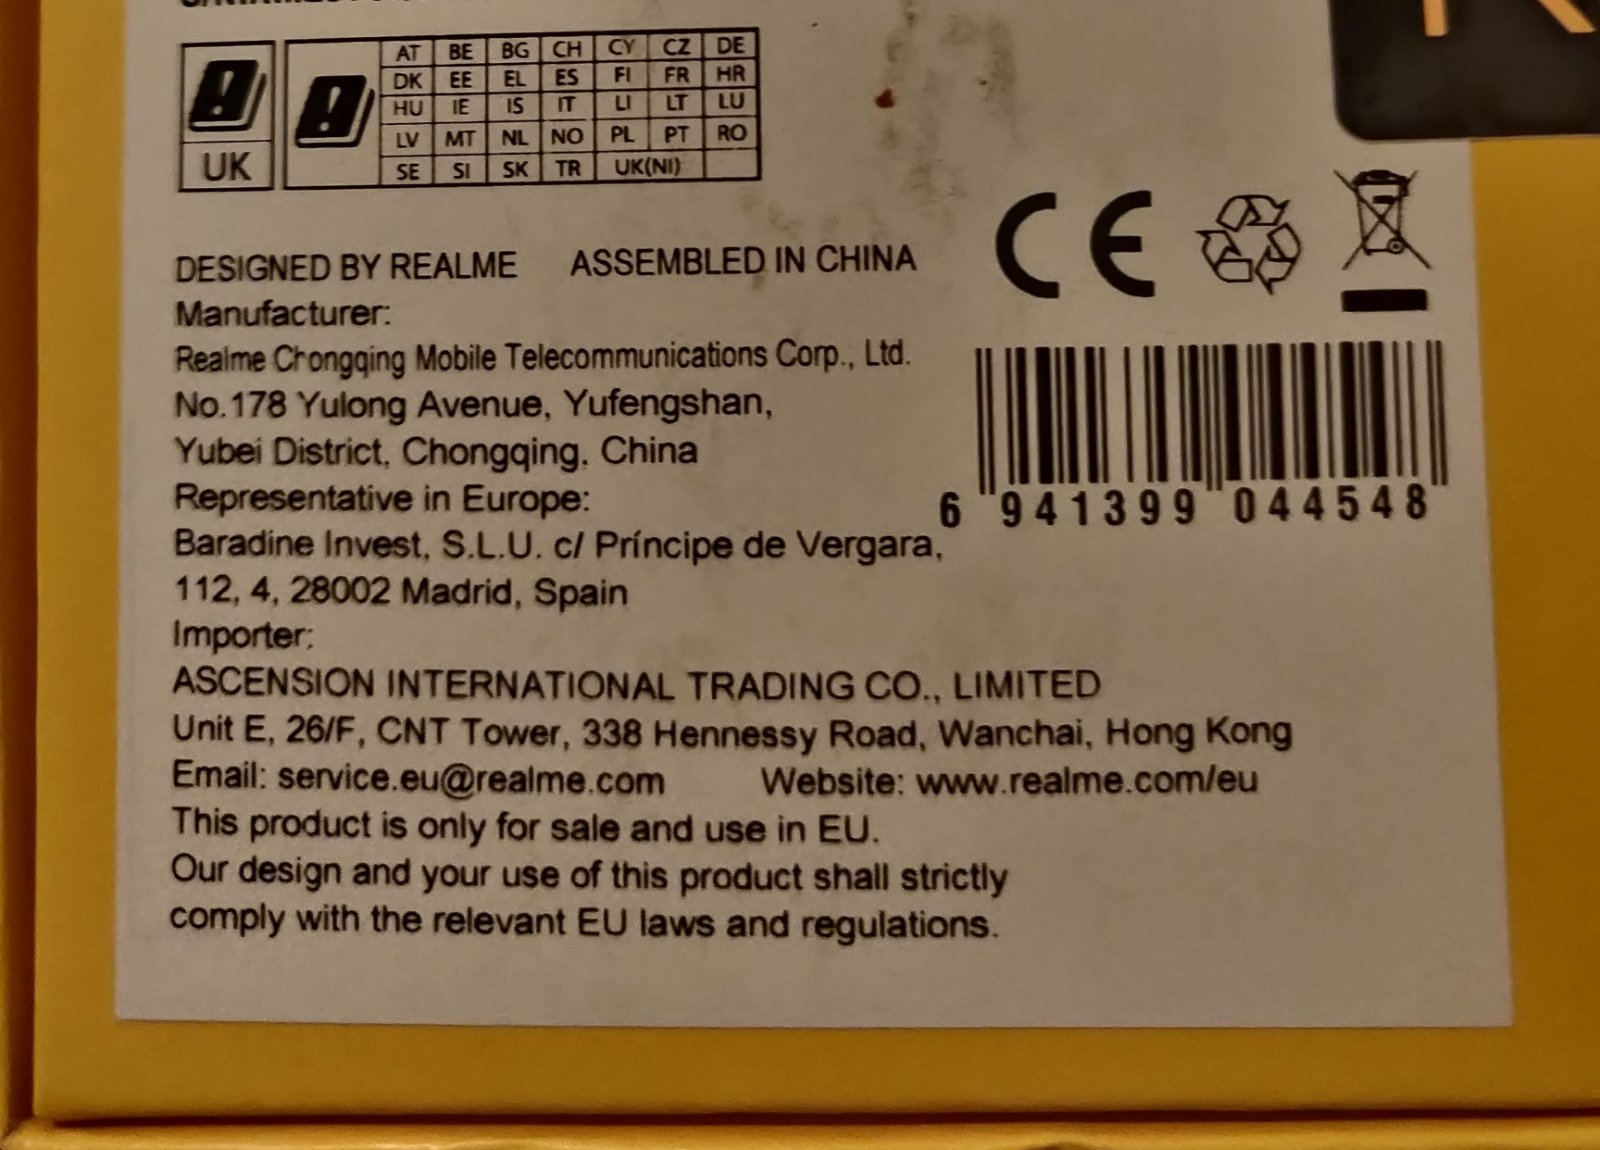 AT BE BG CH CY CZ DE
DK EE EL ES FI FR HR
HU IE IS IT LI LT LU
LV MT NL NO PL PT RO
UK SE SI SK TR UK(NI)
DESIGNED BY REALME ASSEMBLED IN CHINA
CE
Manufacturer:
Realme Chongqing Mobile Telecommunications Corp., Ltd.
No.178 Yulong Avenue, Yufengshan,
Yubei District, Chongqing, China
Representative in Europe:
6 941399 044548
Baradine Invest, S.L.U. c/ Príncipe de Vergara,
112, 4, 28002 Madrid, Spain
Importer:
ASCENSION INTERNATIONAL TRADING CO., LIMITED
Unit E, 26/F, CNT Tower, 338 Hennessy Road, Wanchai, Hong Kong
Email: service.eu@realme.com Website: www.realme.com/eu
This product is only for sale and use in EU.
Our design and your use of this product shall strictly
comply with the relevant EU laws and regulations.